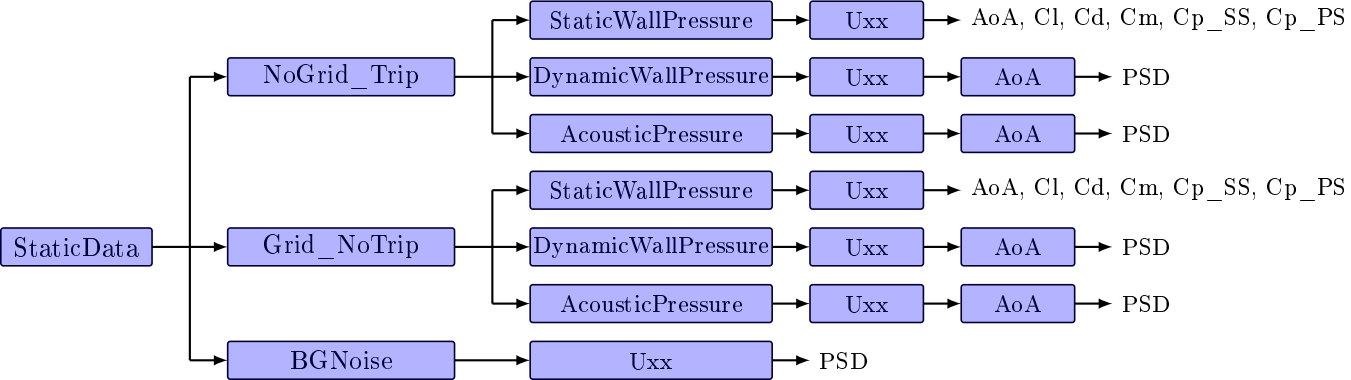 StaticWallPressure Uxx AoA, Cl, Cd, Cm, Cp_SS, Cp_PS
NoGrid_Trip DynamicWallPressure Uxx AoA PSD
AcousticPressure Uxx AoA PSD
StaticWallPressure Uxx AoA, Cl, Cd, Cm, Cp_SS, Cp_PS
StaticData Grid_NoTrip DynamicWallPressure Uxx AoA PSD
AcousticPressure Uxx AoA PSD
BGNoise Uxx PSD